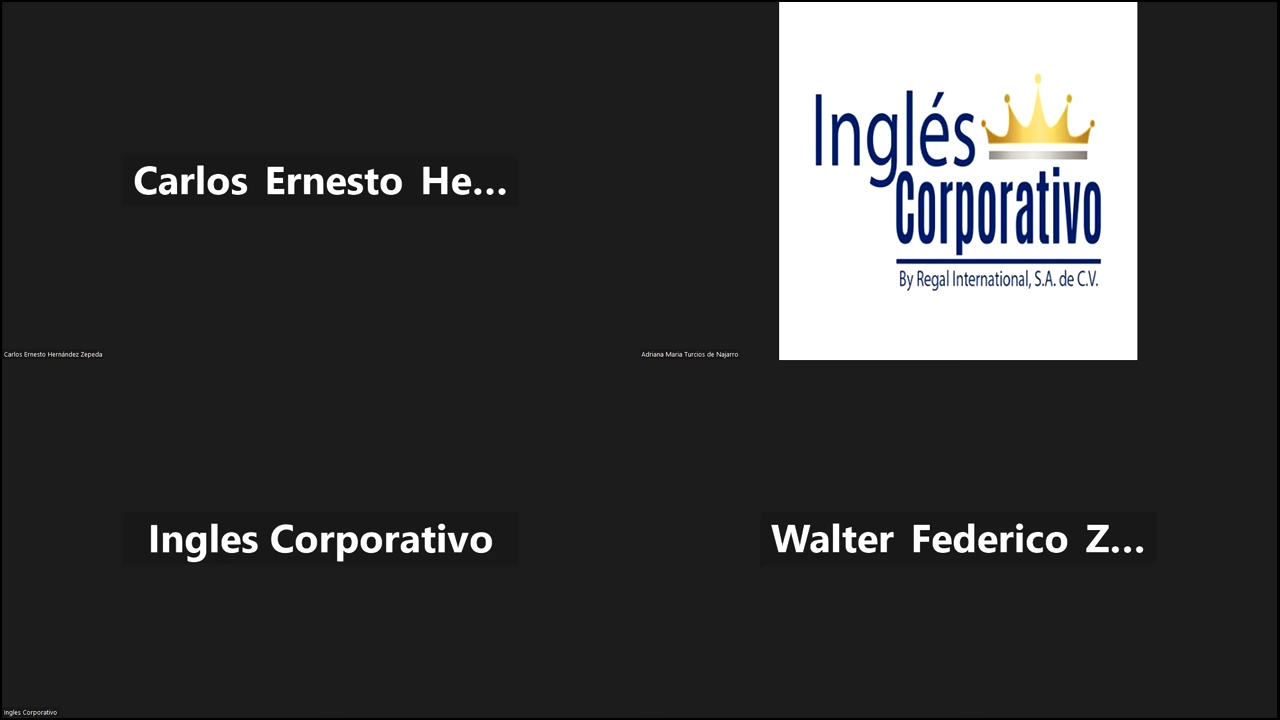 Carlos Ernesto He...
Carlos Ernesto Hernández Zepeda
Inglés
Corporativo
By Regal International, S.A. de C.V.
Adriana Maria Turcios de Najarro
Ingles Corporativo
Ingles Corporativo
Walter Federico Z...